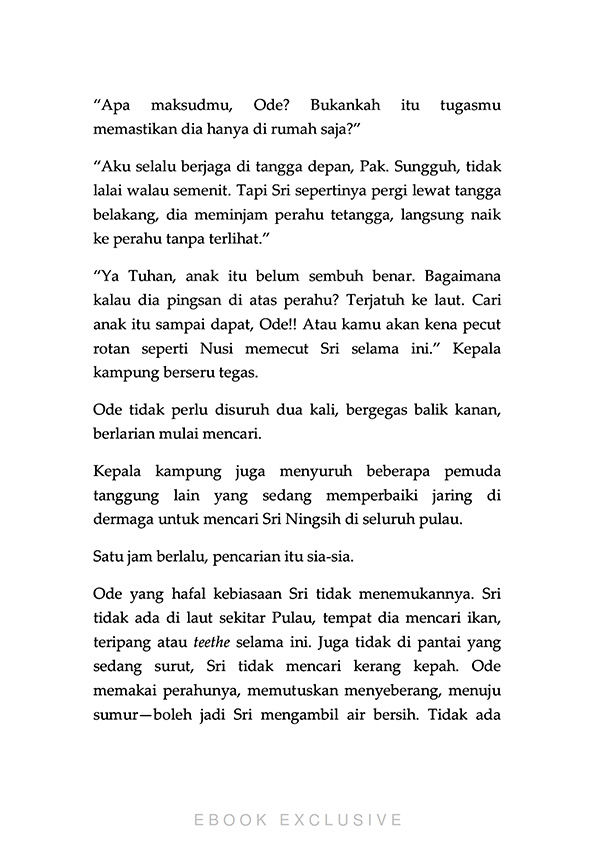 “Apa maksudmu, Ode? Bukankah itu tugasmu
memastikan dia hanya di rumah saja?”
“Aku selalu berjaga di tangga depan, Pak. Sungguh, tidak
lalai walau semenit. Tapi Sri sepertinya pergi lewat tangga
belakang, dia meminjam perahu tetangga, langsung naik
ke perahu tanpa terlihat.”
“Ya Tuhan, anak itu belum sembuh benar. Bagaimana
kalau dia pingsan di atas perahu? Terjatuh ke laut. Cari
anak itu sampai dapat, Ode!! Atau kamu akan kena pecut
rotan seperti Nusi memecut Sri selama ini.” Kepala
kampung berseru tegas.
Ode tidak perlu disuruh dua kali, bergegas balik kanan,
berlarian mulai mencari.
Kepala kampung juga menyuruh beberapa pemuda
tanggung lain yang sedang memperbaiki jaring di
dermaga untuk mencari Sri Ningsih di seluruh pulau.
Satu jam berlalu, pencarian itu sia-sia.
Ode yang hafal kebiasaan Sri tidak menemukannya. Sri
tidak ada di laut sekitar Pulau, tempat dia mencari ikan,
teripang atau teethe selama ini. Juga tidak di pantai yang
sedang surut, Sri tidak mencari kerang kepah. Ode
memakai perahunya, memutuskan menyeberang, menuju
sumur—boleh jadi Sri mengambil air bersih. Tidak ada
EBOOK EXCLUSIVE